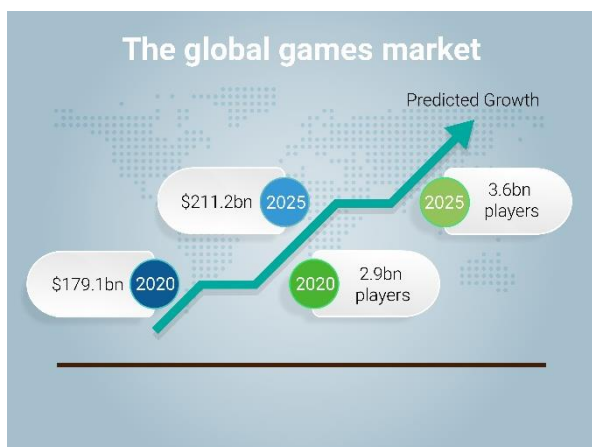 The global games market
Predicted Growth
$211.2bn 2025
2025 3.6bn
players
$179.1bn 2020
2020 2.9bn
players